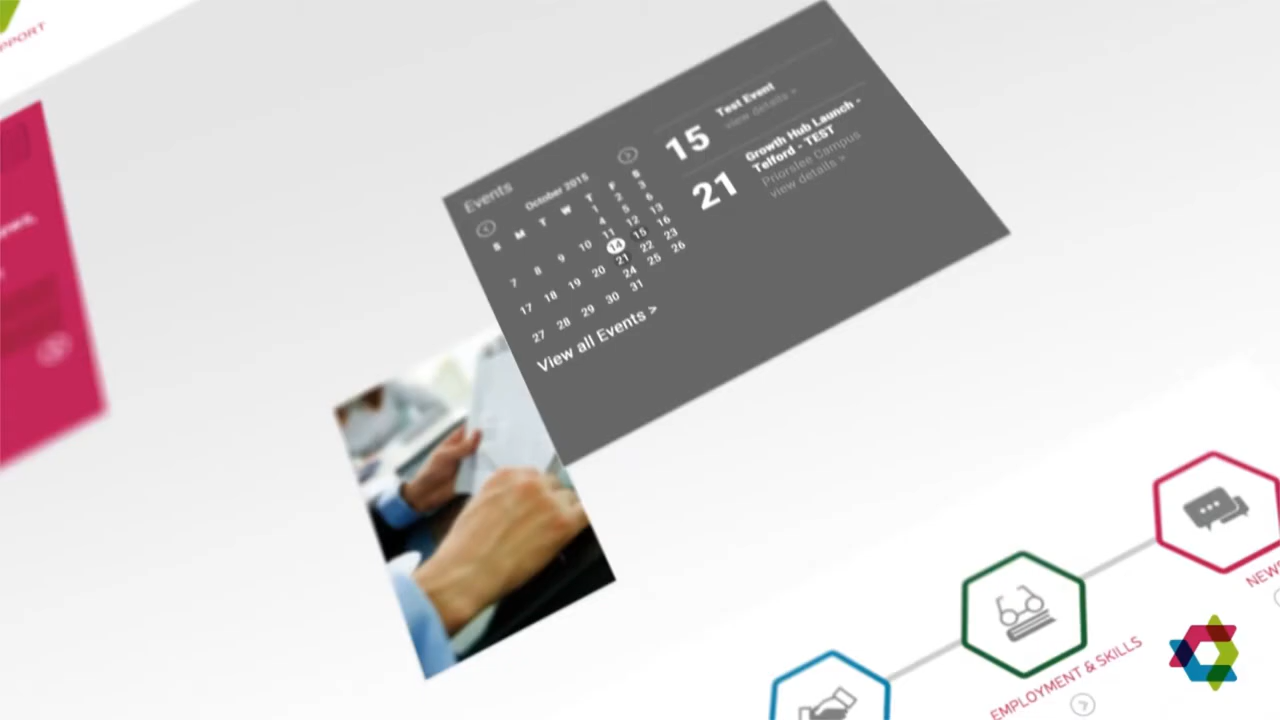 PPORT
Events
October 2015
S M T W T F S
1 2 3
4 5 6
7 8 9 10 11 12 13
14 15 16
17 18 19 20 21 22 23
24 25 26
27 28 29 30 31
View all Events >
15
Test Event
view details >
21
Growth Hub Launch -
Telford - TEST
Priorslee Campus
view details >
EMPLOYMENT & SKILLS
NEWS